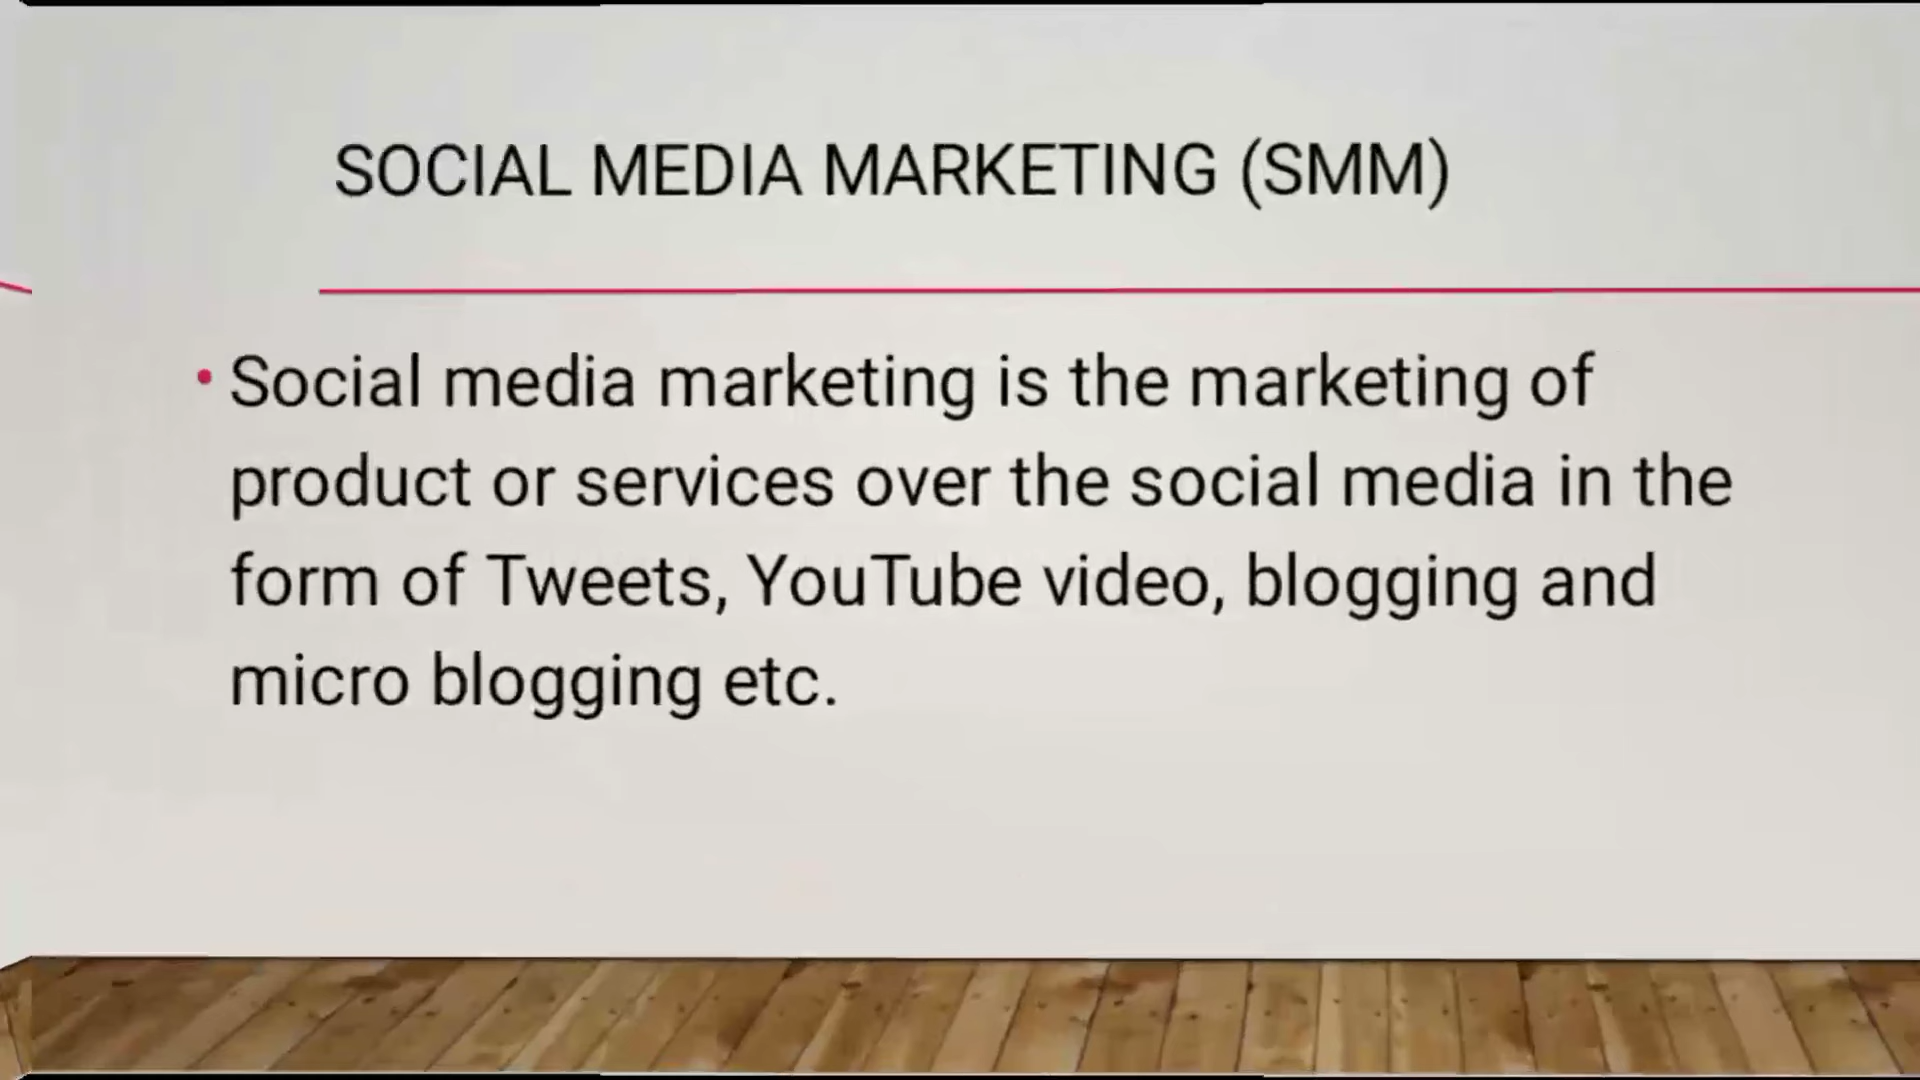 SOCIAL MEDIA MARKETING (SMM)
• Social media marketing is the marketing of
product or services over the social media in the
form of Tweets, YouTube video, blogging and
micro blogging etc.